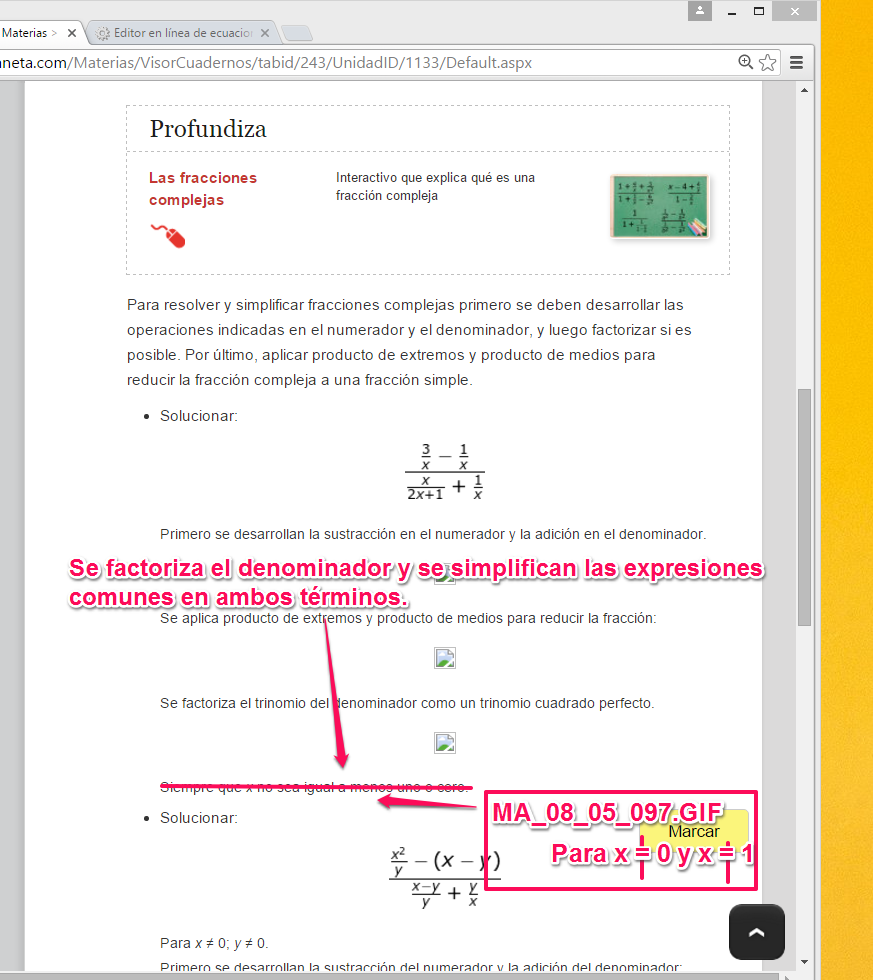 Materias >
Editor en línea de ecuacio
neta.com/Materias/VisorCuadernos/tabid/243/UnidadID/1133/Default.aspx
Profundiza
Las fracciones
complejas
Interactivo que explica qué es una
fracción compleja
Para resolver y simplificar fracciones complejas primero se deben desarrollar las
operaciones indicadas en el numerador y el denominador, y luego factorizar si es
posible. Por último, aplicar producto de extremos y producto de medios para
reducir la fracción compleja a una fracción simple.
• Solucionar:
3/x − 1/x
x/2x+1 + 1/x
Primero se desarrollan la sustracción en el numerador y la adición en el denominador.
Se factoriza el denominador y se simplifican las expresiones
comunes en ambos términos.
Se aplica producto de extremos y producto de medios para reducir la fracción:
Se factoriza el trinomio del denominador como un trinomio cuadrado perfecto.
Siempre que x no sea igual a menos uno o cero.
MA_08_05_097.GIF
Marcar
Para x ≠ 0 y x ≠ 1
• Solucionar:
x²/y − (x − y)
x−y/y + y/x
Para x ≠ 0; y ≠ 0.
Primero se desarrollan la sustracción del numerador y la adición del denominador: